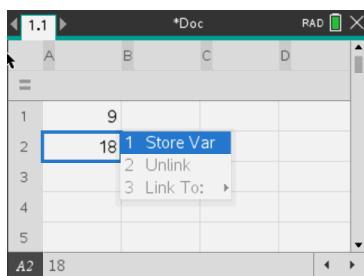 1.1 *Doc RAD
A B C D
=
1 9
2 18
1 Store Var
2 Unlink
3 Link To:
3
4
5
A2 18